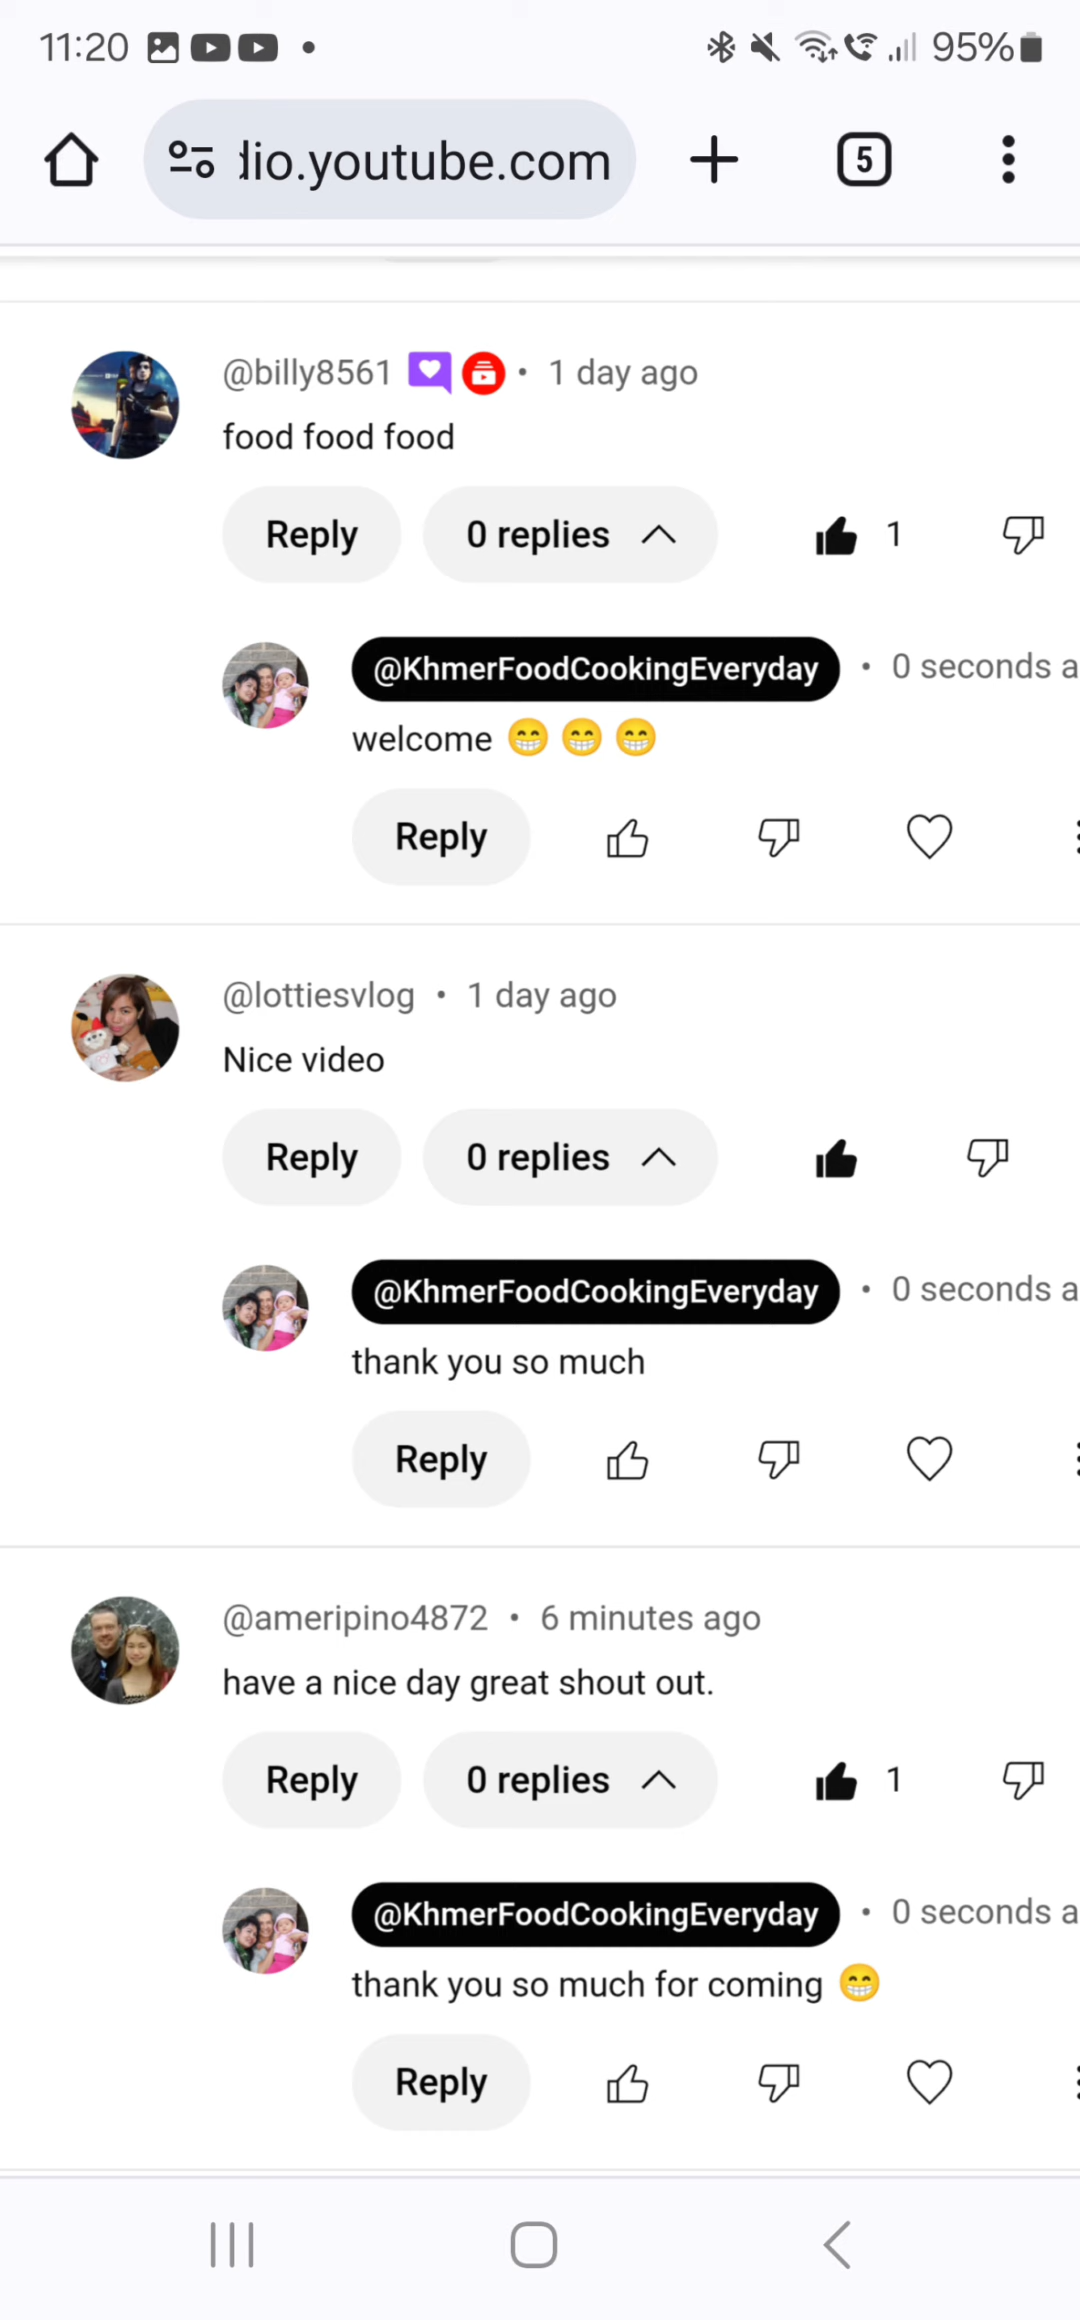 11:20
95%
lio.youtube.com
5
@billy8561 • 1 day ago
food food food
Reply
0 replies
1
@KhmerFoodCookingEveryday • 0 seconds a
welcome 😁 😁 😁
Reply
@lottiesvlog • 1 day ago
Nice video
Reply
0 replies
@KhmerFoodCookingEveryday • 0 seconds a
thank you so much
Reply
@ameripino4872 • 6 minutes ago
have a nice day great shout out.
Reply
0 replies
1
@KhmerFoodCookingEveryday • 0 seconds a
thank you so much for coming 😁
Reply